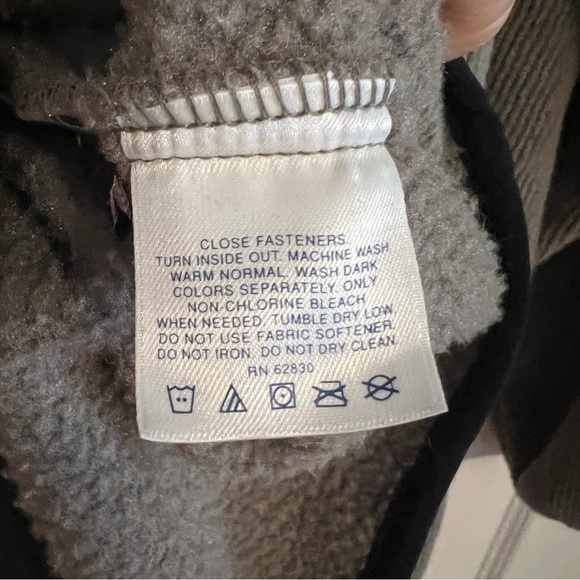 CLOSE FASTENERS.
TURN INSIDE OUT. MACHINE WASH
WARM NORMAL. WASH DARK
COLORS SEPARATELY. ONLY
NON-CHLORINE BLEACH
WHEN NEEDED. TUMBLE DRY LOW.
DO NOT USE FABRIC SOFTENER.
DO NOT IRON. DO NOT DRY CLEAN.
RN 62830